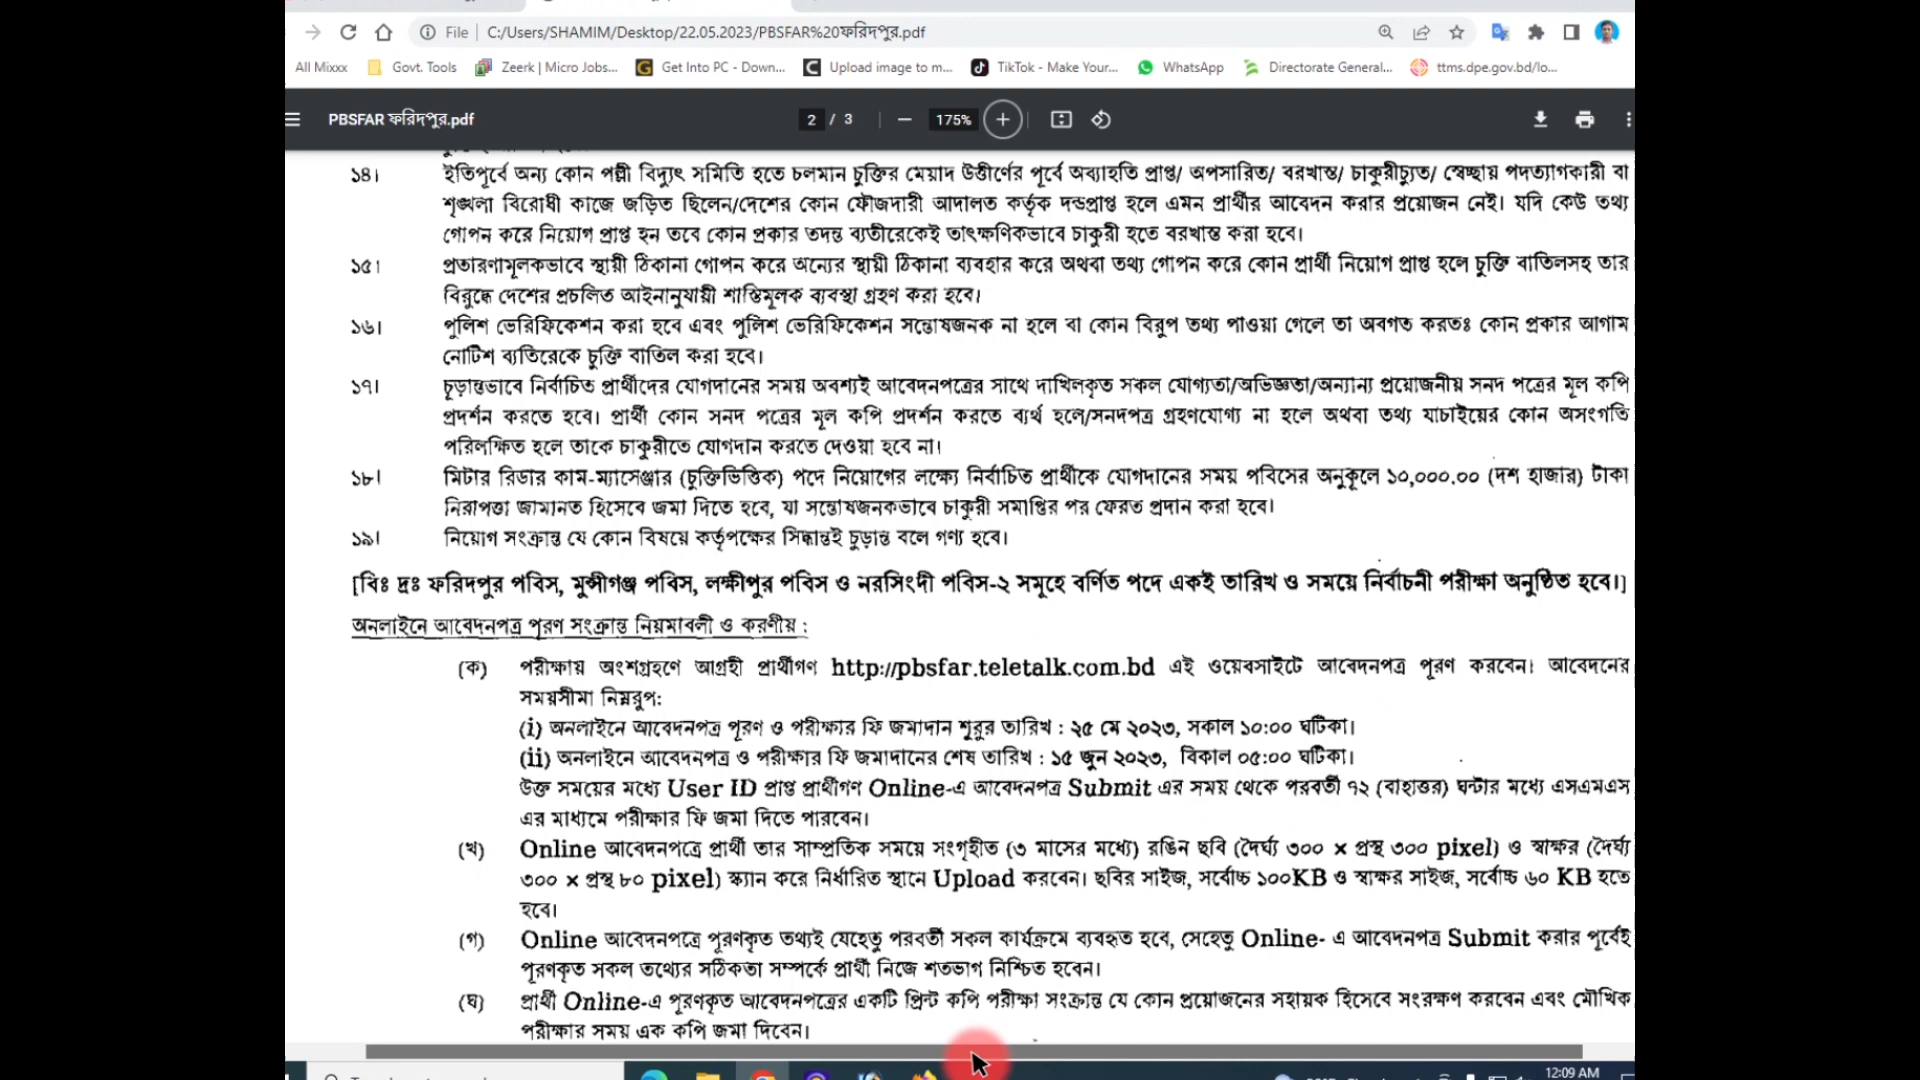 File C:/Users/SHAMIM/Desktop/22.05.2023/PBSFAR%20ফরিদপুর.pdf
All Mixxx Govt. Tools Zeerk | Micro Jobs... Get Into PC - Down... Upload image to m... TikTok - Make Your... WhatsApp Directorate General... ttms.dpe.gov.bd/lo...
PBSFAR ফরিদপুর.pdf 2 / 3 175%
১৪। ইতিপূর্বে অন্য কোন পল্লী বিদ্যুৎ সমিতি হতে চলমান চুক্তির মেয়াদ উত্তীর্ণের পূর্বে অব্যাহতি প্রাপ্ত/ অপসারিত/ বরখাস্ত/ চাকুরীচ্যুত/ স্বেচ্ছায় পদত্যাগকারী বা
শৃঙ্খলা বিরোধী কাজে জড়িত ছিলেন/দেশের কোন ফৌজদারী আদালত কর্তৃক দন্ডপ্রাপ্ত হলে এমন প্রার্থীর আবেদন করার প্রয়োজন নেই। যদি কেউ তথ্য
গোপন করে নিয়োগ প্রাপ্ত হন তবে কোন প্রকার তদন্ত ব্যতীরেকেই তাৎক্ষণিকভাবে চাকুরী হতে বরখাস্ত করা হবে।
১৫। প্রতারণামূলকভাবে স্থায়ী ঠিকানা গোপন করে অন্যের স্থায়ী ঠিকানা ব্যবহার করে অথবা তথ্য গোপন করে কোন প্রার্থী নিয়োগ প্রাপ্ত হলে চুক্তি বাতিলসহ তার
বিরুদ্ধে দেশের প্রচলিত আইনানুযায়ী শাস্তিমূলক ব্যবস্থা গ্রহণ করা হবে।
১৬। পুলিশ ভেরিফিকেশন করা হবে এবং পুলিশ ভেরিফিকেশন সন্তোষজনক না হলে বা কোন বিরুপ তথ্য পাওয়া গেলে তা অবগত করতঃ কোন প্রকার আগাম
নোটিশ ব্যতিরেকে চুক্তি বাতিল করা হবে।
১৭। চূড়ান্তভাবে নির্বাচিত প্রার্থীদের যোগদানের সময় অবশ্যই আবেদনপত্রের সাথে দাখিলকৃত সকল যোগ্যতা/অভিজ্ঞতা/অন্যান্য প্রয়োজনীয় সনদ পত্রের মূল কপি
প্রদর্শন করতে হবে। প্রার্থী কোন সনদ পত্রের মূল কপি প্রদর্শন করতে ব্যর্থ হলে/সনদপত্র গ্রহণযোগ্য না হলে অথবা তথ্য যাচাইয়ের কোন অসংগতি
পরিলক্ষিত হলে তাকে চাকুরীতে যোগদান করতে দেওয়া হবে না।
১৮। মিটার রিডার কাম-ম্যাসেঞ্জার (চুক্তিভিত্তিক) পদে নিয়োগের লক্ষ্যে নির্বাচিত প্রার্থীকে যোগদানের সময় পবিসের অনুকূলে ১০,০০০.০০ (দশ হাজার) টাকা
নিরাপত্তা জামানত হিসেবে জমা দিতে হবে, যা সন্তোষজনকভাবে চাকুরী সমাপ্তির পর ফেরত প্রদান করা হবে।
১৯। নিয়োগ সংক্রান্ত যে কোন বিষয়ে কর্তৃপক্ষের সিদ্ধান্তই চুড়ান্ত বলে গণ্য হবে।
[বিঃ দ্রঃ ফরিদপুর পবিস, মুন্সীগঞ্জ পবিস, লক্ষীপুর পবিস ও নরসিংদী পবিস-২ সমূহে বর্ণিত পদে একই তারিখ ও সময়ে নির্বাচনী পরীক্ষা অনুষ্ঠিত হবে।]
অনলাইনে আবেদনপত্র পূরণ সংক্রান্ত নিয়মাবলী ও করণীয় :
(ক) পরীক্ষায় অংশগ্রহণে আগ্রহী প্রার্থীগণ http://pbsfar.teletalk.com.bd এই ওয়েবসাইটে আবেদনপত্র পূরণ করবেন। আবেদনের
সময়সীমা নিম্নরুপ:
(i) অনলাইনে আবেদনপত্র পূরণ ও পরীক্ষার ফি জমাদান শুরুর তারিখ : ২৫ মে ২০২৩, সকাল ১০:০০ ঘটিকা।
(ii) অনলাইনে আবেদনপত্র ও পরীক্ষার ফি জমাদানের শেষ তারিখ : ১৫ জুন ২০২৩, বিকাল ০৫:০০ ঘটিকা।
উক্ত সময়ের মধ্যে User ID প্রাপ্ত প্রার্থীগণ Online-এ আবেদনপত্র Submit এর সময় থেকে পরবর্তী ৭২ (বাহাত্তর) ঘন্টার মধ্যে এসএমএস
এর মাধ্যমে পরীক্ষার ফি জমা দিতে পারবেন।
(খ) Online আবেদনপত্রে প্রার্থী তার সাম্প্রতিক সময়ে সংগৃহীত (৩ মাসের মধ্যে) রঙিন ছবি (দৈর্ঘ্য ৩০০ × প্রস্থ ৩০০ pixel) ও স্বাক্ষর (দৈর্ঘ্য
৩০০ × প্রস্থ ৮০ pixel) স্ক্যান করে নির্ধারিত স্থানে Upload করবেন। ছবির সাইজ, সর্বোচ্চ ১০০KB ও স্বাক্ষর সাইজ, সর্বোচ্চ ৬০ KB হতে
হবে।
(গ) Online আবেদনপত্রে পূরণকৃত তথ্যই যেহেতু পরবর্তী সকল কার্যক্রমে ব্যবহৃত হবে, সেহেতু Online- এ আবেদনপত্র Submit করার পূর্বেই
পূরণকৃত সকল তথ্যের সঠিকতা সম্পর্কে প্রার্থী নিজে শতভাগ নিশ্চিত হবেন।
(ঘ) প্রার্থী Online-এ পূরণকৃত আবেদনপত্রের একটি প্রিন্ট কপি পরীক্ষা সংক্রান্ত যে কোন প্রয়োজনের সহায়ক হিসেবে সংরক্ষণ করবেন এবং মৌখিক
পরীক্ষার সময় এক কপি জমা দিবেন।
12:09 AM